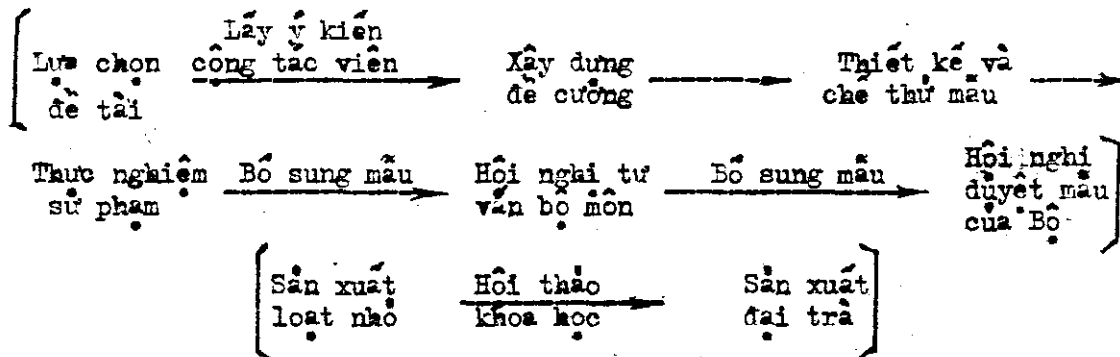 Lấy ý kiến
Lựa chọn công tác viên Xây dựng Thiết kế và
đề tài đề cương chế thử mẫu
Thực nghiệm Bổ sung mẫu Hội nghị tư Bổ sung mẫu Hội nghị
sư phạm vấn bộ môn duyệt mẫu
của Bộ
Sản xuất Hội thảo Sản xuất
loạt nhỏ khoa học đại trà